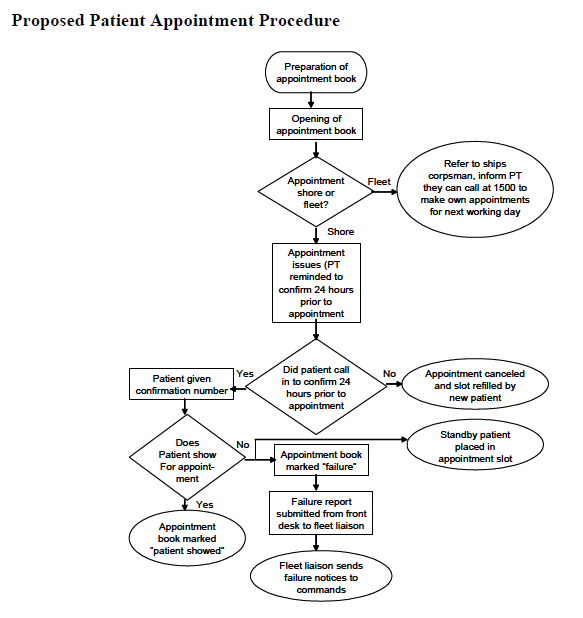 Proposed Patient Appointment Procedure
Preparation of
appointment book
Opening of
appointment book
Appointment
shore or
fleet?
Fleet
Refer to ships
corpsman, inform PT
they can call at 1500 to
make own appointments
for next working day
Shore
Appointment
issues (PT
reminded to
confirm 24 hours
prior to
appointment
Did patient call
in to confirm 24
hours prior to
appointment
Yes
No
Patient given
confirmation number
Appointment canceled
and slot refilled by
new patient
Does
Patient show
For appoint-
ment
No
Standby patient
placed in
appointment slot
Appointment book
marked "failure"
Yes
Failure report
submitted from front
desk to fleet liaison
Appointment
book marked
"patient showed"
Fleet liaison sends
failure notices to
commands